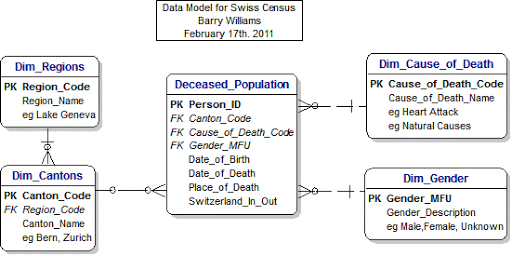 Data Model for Swiss Census
Barry Williams
February 17th. 2011
Dim_Regions
PK Region_Code
Region_Name
eg Lake Geneva
Dim_Cantons
PK Canton_Code
FK Region_Code
Canton_Name
eg Bern, Zurich
Deceased_Population
PK Person_ID
FK Canton_Code
FK Cause_of_Death_Code
FK Gender_MFU
Date_of_Birth
Date_of_Death
Place_of_Death
Switzerland_In_Out
Dim_Cause_of_Death
PK Cause_of_Death_Code
Cause_of_Death_Name
eg Heart Attack
eg Natural Causes
Dim_Gender
PK Gender_MFU
Gender_Description
eg Male,Female, Unknown